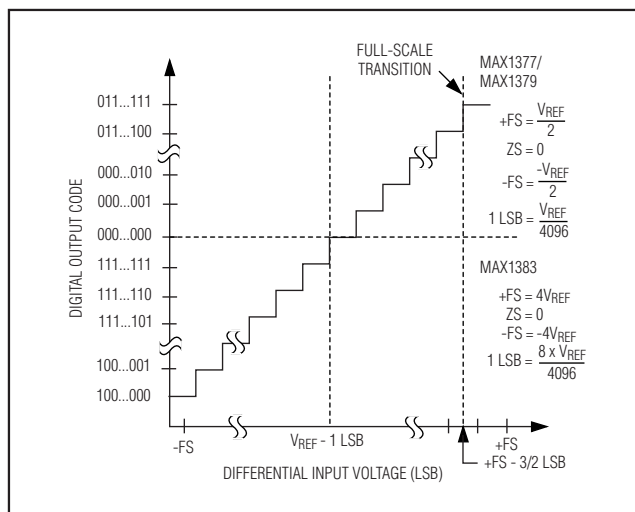 FULL-SCALE
TRANSITION
MAX1377/
MAX1379
+FS = VREF
2
ZS = 0
-FS = -VREF
2
1 LSB = VREF
4096
MAX1383
+FS = 4VREF
ZS = 0
-FS = -4VREF
1 LSB = 8 x VREF
4096
DIGITAL OUTPUT CODE
011...111
011...100
000...010
000...001
000...000
111...111
111...110
111...101
100...001
100...000
-FS
VREF - 1 LSB
+FS
+FS - 3/2 LSB
DIFFERENTIAL INPUT VOLTAGE (LSB)